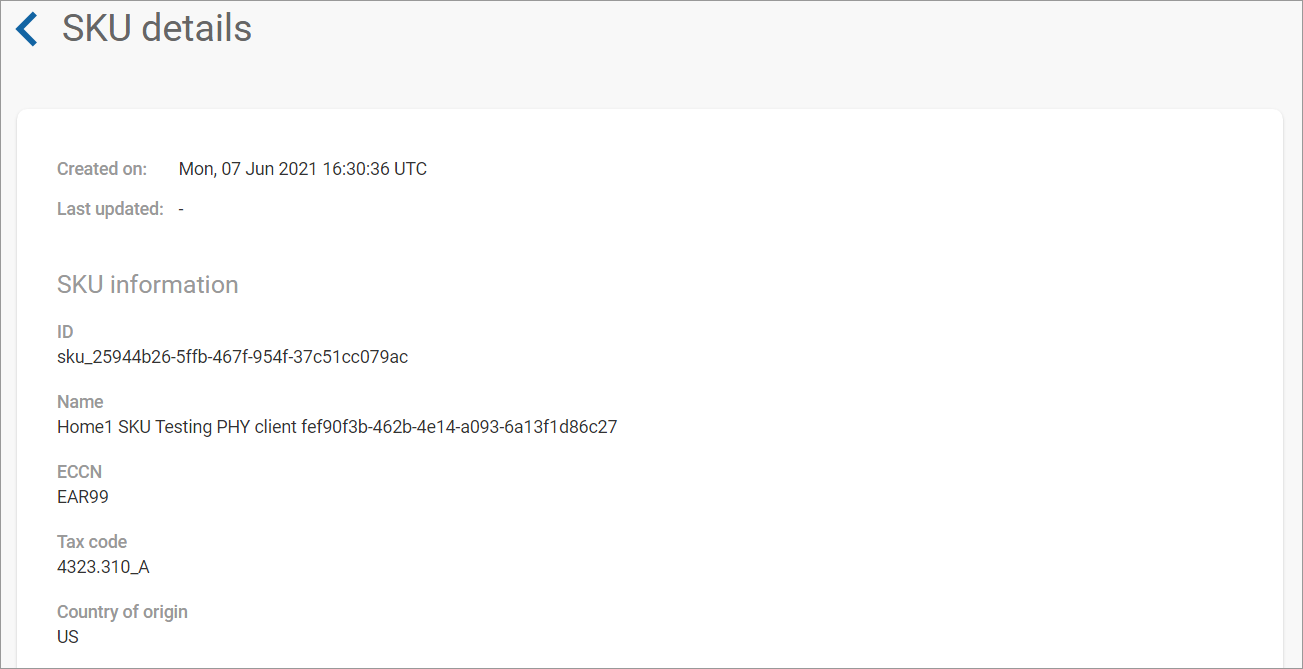 SKU details
Created on: Mon, 07 Jun 2021 16:30:36 UTC
Last updated: -
SKU information
ID
sku_25944b26-5ffb-467f-954f-37c51cc079ac
Name
Home1 SKU Testing PHY client fef90f3b-462b-4e14-a093-6a13f1d86c27
ECCN
EAR99
Tax code
4323.310_A
Country of origin
US